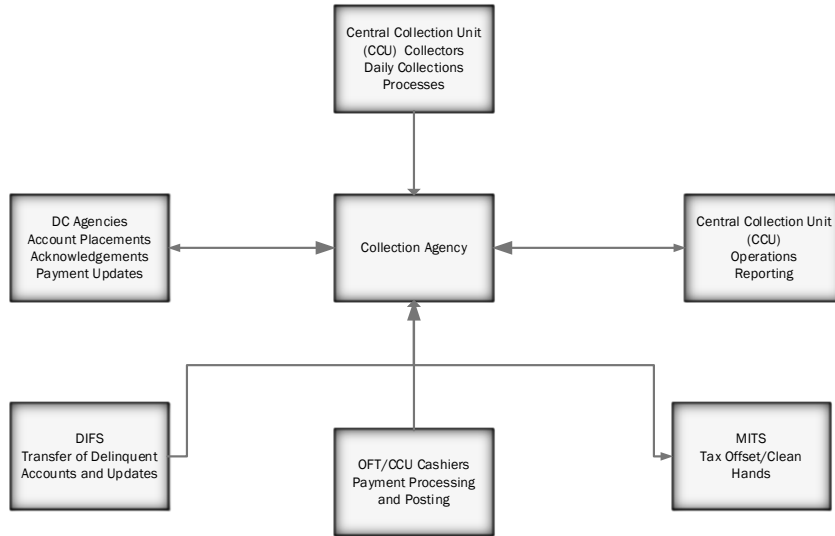 Central Collection Unit
(CCU) Collectors
Daily Collections
Processes
DC Agencies
Account Placements
Acknowledgements
Payment Updates
Collection Agency
Central Collection Unit
(CCU)
Operations
Reporting
DIFS
Transfer of Delinquent
Accounts and Updates
OFT/CCU Cashiers
Payment Processing
and Posting
MITS
Tax Offset/Clean
Hands